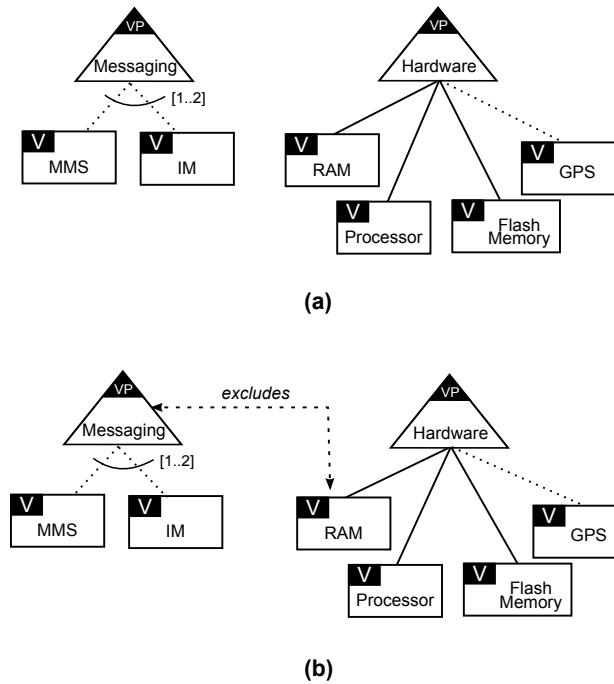 VP
Messaging
[1..2]
V
MMS
V
IM
VP
Hardware
V
RAM
V
Processor
V
Flash
Memory
V
GPS
(a)
VP
Messaging
[1..2]
V
MMS
V
IM
excludes
VP
Hardware
V
RAM
V
Processor
V
Flash
Memory
V
GPS
(b)